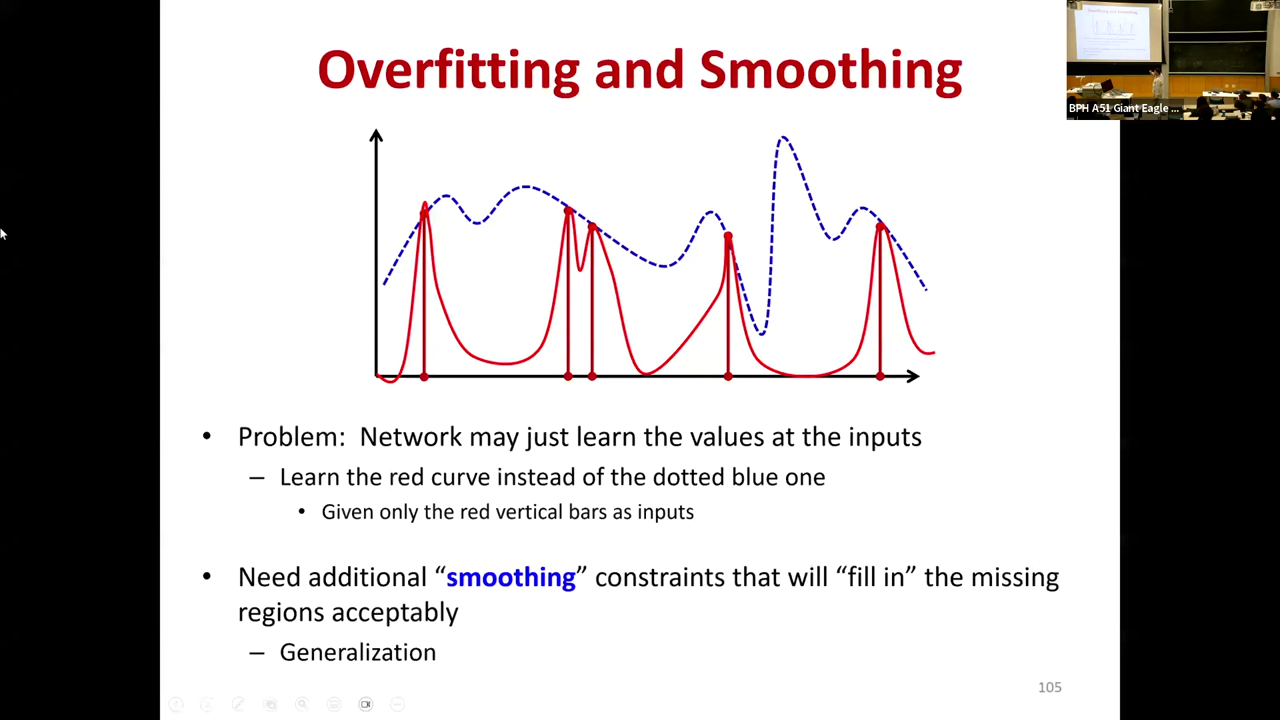 Overfitting and Smoothing
BPH A51 Giant Eagle ...
• Problem: Network may just learn the values at the inputs
– Learn the red curve instead of the dotted blue one
• Given only the red vertical bars as inputs
• Need additional “smoothing” constraints that will “fill in” the missing
regions acceptably
– Generalization
105